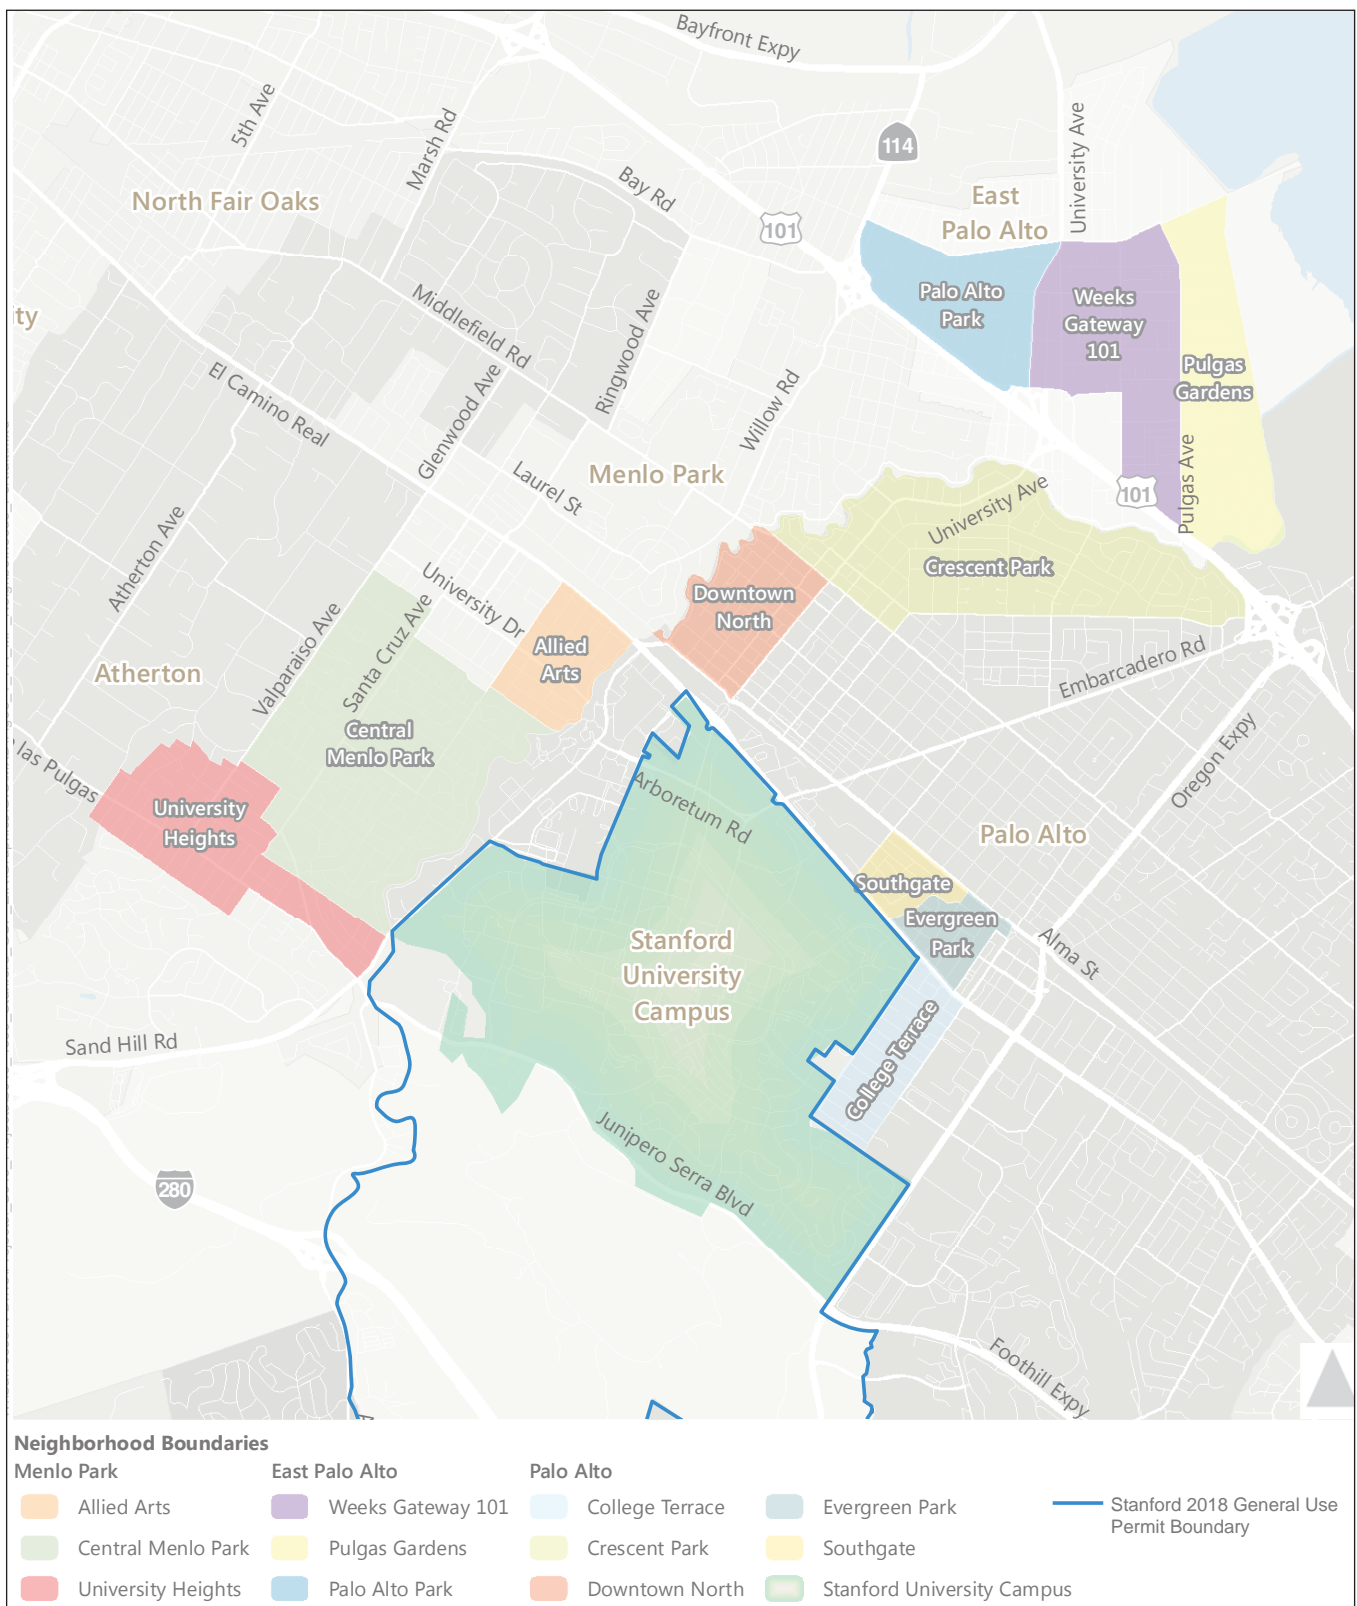 Bayfront Expy
5th Ave
Marsh Rd
University Ave
114
North Fair Oaks
Bay Rd
101
East
Palo Alto
ty
Middlefield Rd
Ringwood Ave
Palo Alto
Park
Weeks
Gateway
101
Pulgas
Gardens
El Camino Real
Glenwood Ave
Willow Rd
Laurel St
Menlo Park
101
Pulgas Ave
University Ave
Atherton Ave
Crescent Park
University Dr
Downtown
North
Valparaiso Ave
Santa Cruz Ave
Allied
Arts
Atherton
Embarcadero Rd
Central
Menlo Park
las Pulgas
Oregon Expy
University
Heights
Arboretum Rd
Palo Alto
Southgate
Evergreen
Park
Stanford
University
Campus
Alma St
Sand Hill Rd
College Terrace
Junipero Serra Blvd
280
Foothill Expy
Neighborhood Boundaries
Menlo Park
Allied Arts
Central Menlo Park
University Heights
East Palo Alto
Weeks Gateway 101
Pulgas Gardens
Palo Alto Park
Palo Alto
College Terrace
Crescent Park
Downtown North
Evergreen Park
Southgate
Stanford University Campus
Stanford 2018 General Use
Permit Boundary